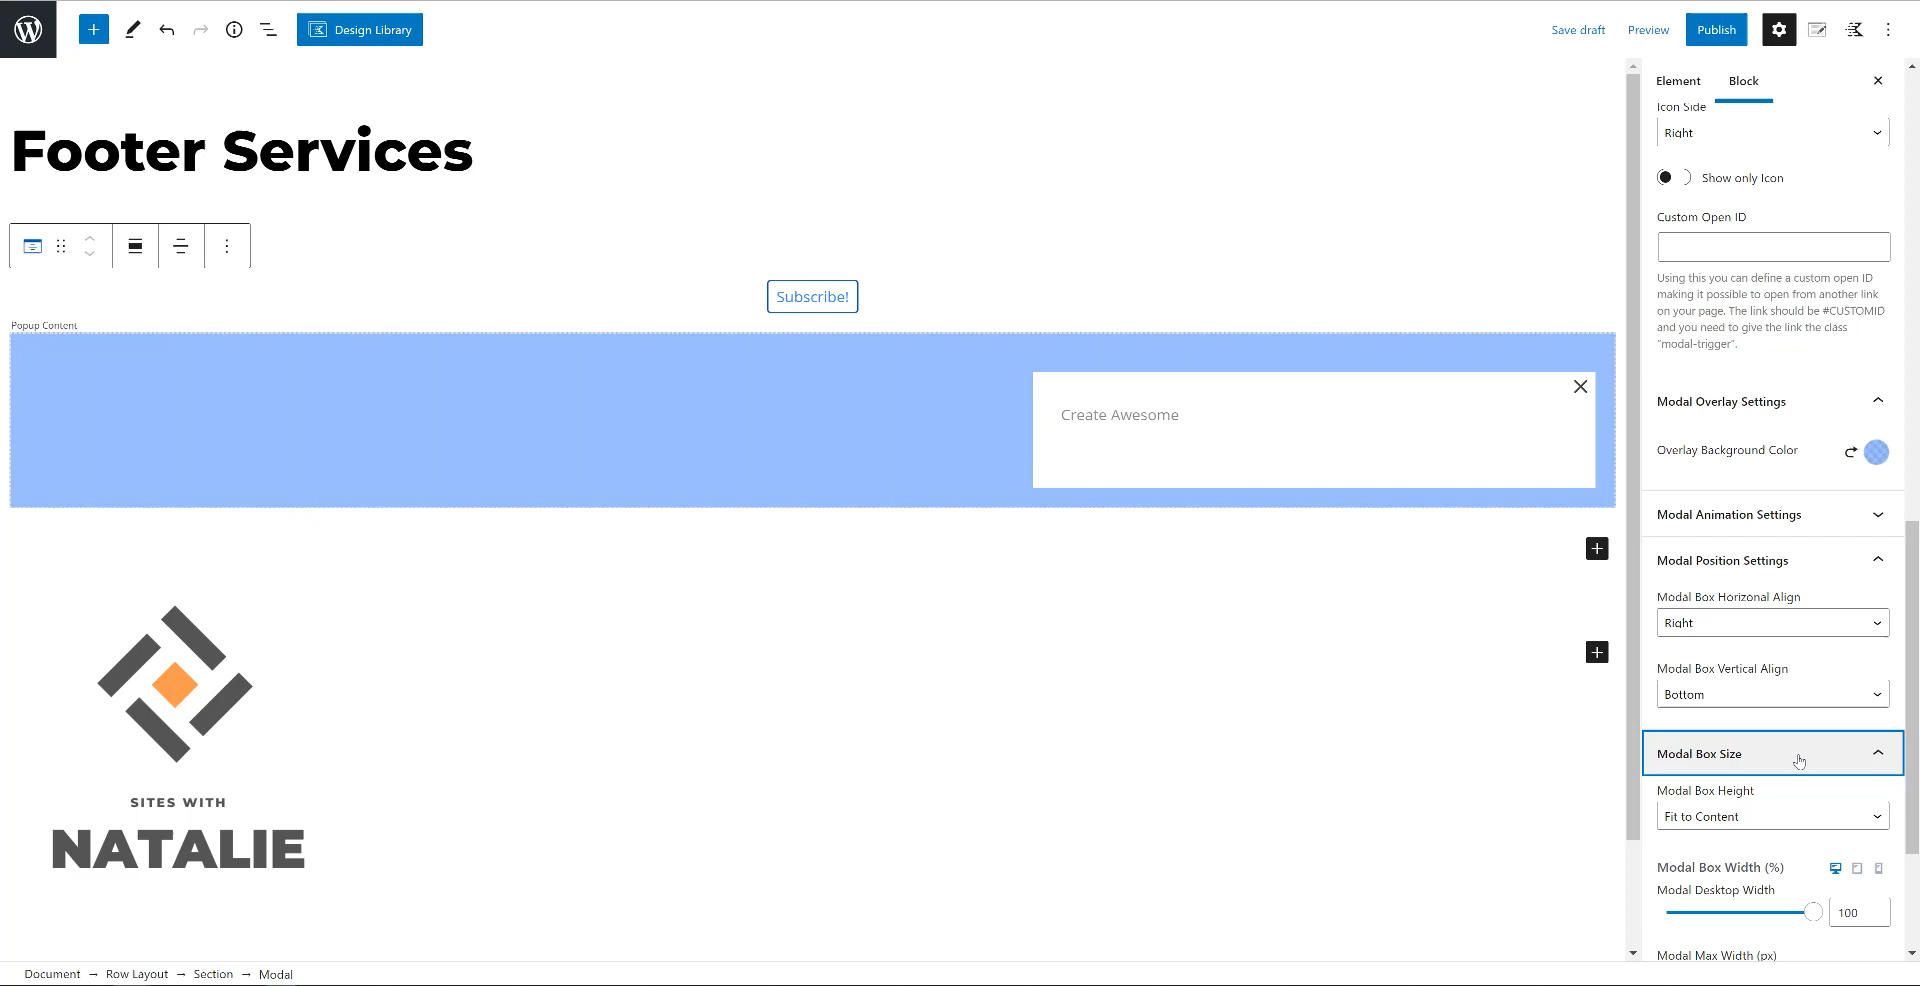 Design Library
Save draft
Preview
Publish
Element
Block
Icon Side
Right
Show only Icon
Custom Open ID
Using this you can define a custom open ID
making it possible to open from another link
on your page. The link should be #CUSTOMID
and you need to give the link the class
"modal-trigger".
Modal Overlay Settings
Overlay Background Color
Modal Animation Settings
Modal Position Settings
Modal Box Horizonal Align
Right
Modal Box Vertical Align
Bottom
Modal Box Size
Modal Box Height
Fit to Content
Modal Box Width (%)
Modal Desktop Width
100
Modal Max Width (px)
Footer Services
Subscribe!
Popup Content
Create Awesome
SITES WITH
NATALIE
Document → Row Layout → Section → Modal